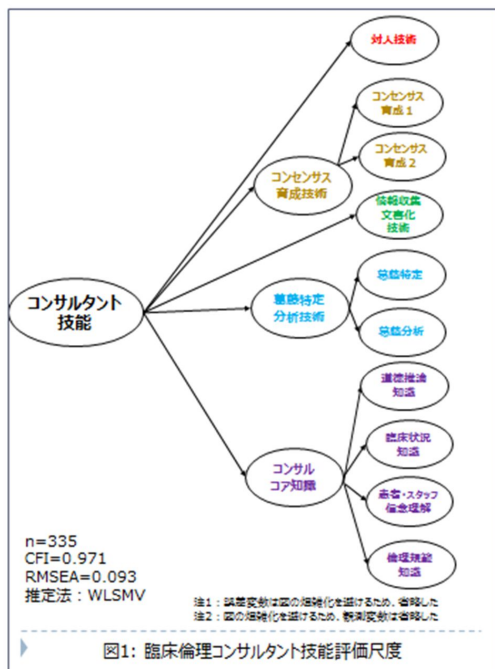 対人技術
コンセンサス
育成1
コンセンサス
育成2
コンセンサス
育成技術
情報収集
文書化
技術
コンサルタント
技能
葛藤特定
葛藤特定
分析技術
葛藤分析
道徳推論
知識
臨床状況
知識
コンサル
コア知識
患者・スタッフ
信念理解
倫理規範
知識
n=335
CFI=0.971
RMSEA=0.093
推定法：WLSMV
注1：誤差変数は図の煩雑化を避けるため、省略した
注2：図の煩雑化を避けるため、観測変数は省略した
図1: 臨床倫理コンサルタント技能評価尺度